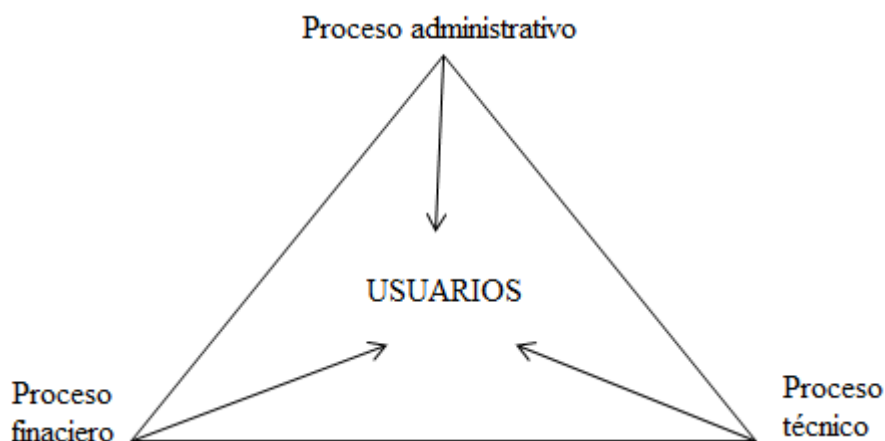 Proceso administrativo
USUARIOS
Proceso
finaciero
Proceso
técnico